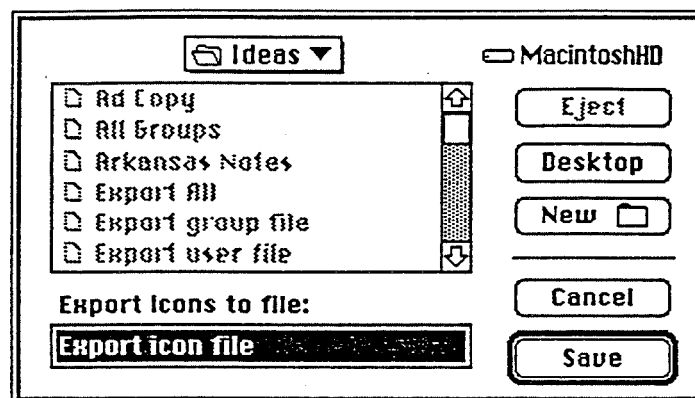 Ideas
MacintoshHD
Ad Copy
All Groups
Arkansas Notes
Export All
Export group file
Export user file
Eject
Desktop
New
Export Icons to file:
Export icon file
Cancel
Save